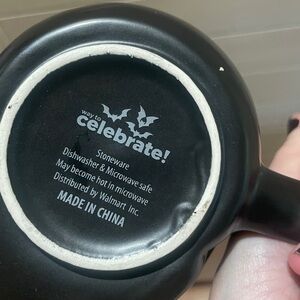 way to
celebrate!
Stoneware
Dishwasher & Microwave safe
May become hot in microwave
Distributed by Walmart Inc.
MADE IN CHINA